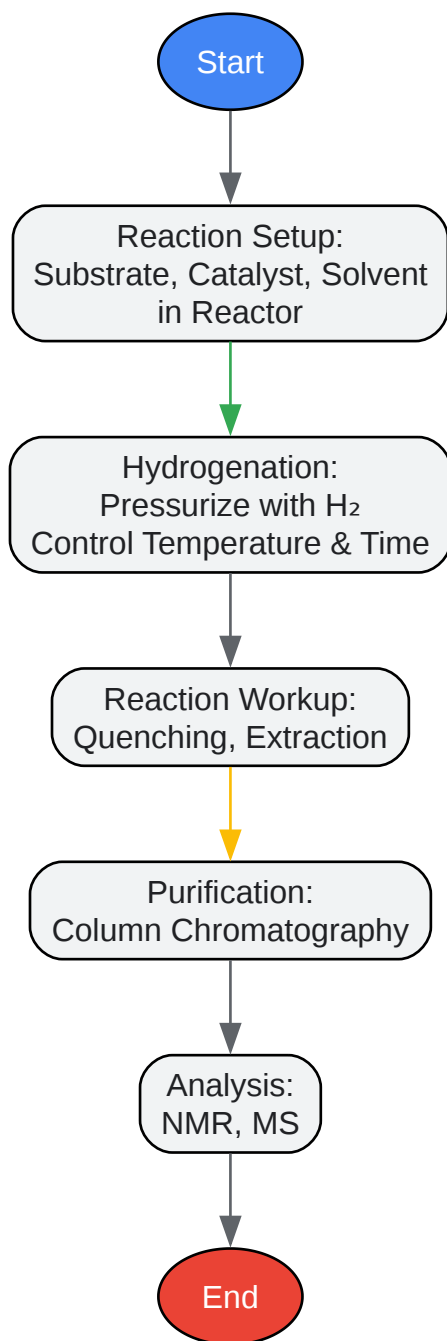 Start
Reaction Setup:
Substrate, Catalyst, Solvent
in Reactor
Hydrogenation:
Pressurize with H₂
Control Temperature & Time
Reaction Workup:
Quenching, Extraction
Purification:
Column Chromatography
Analysis:
NMR, MS
End